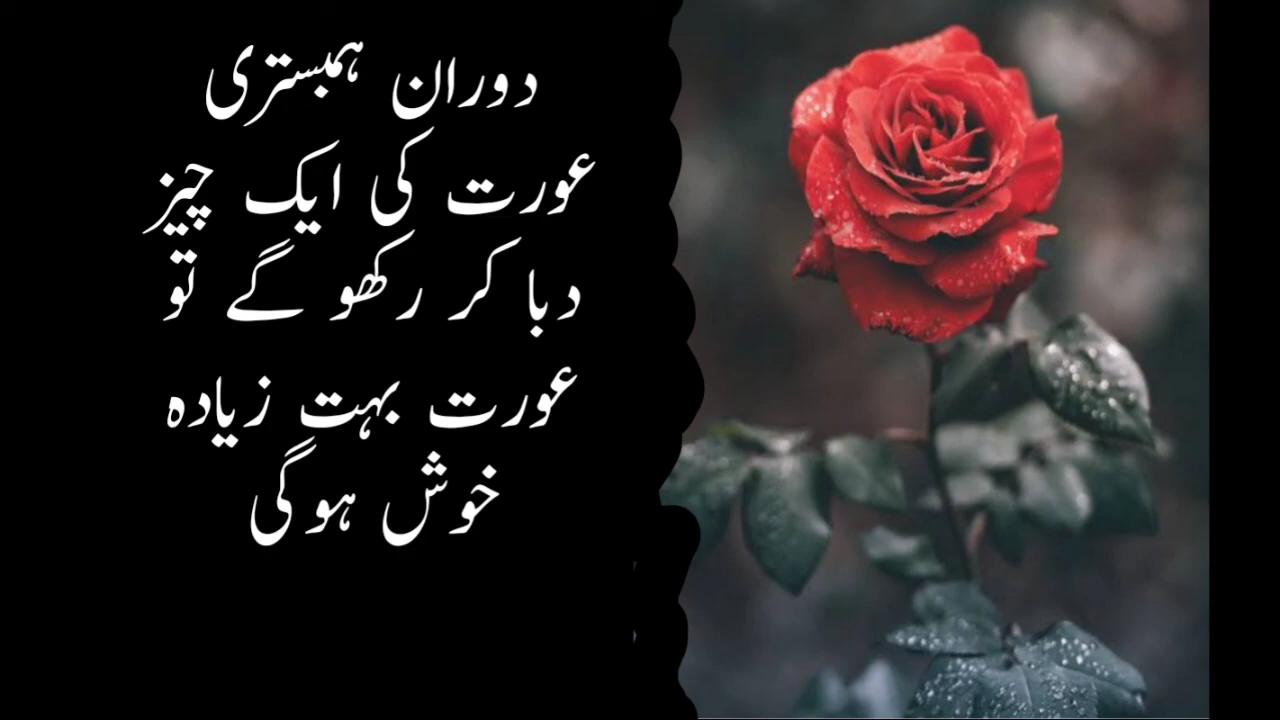 دوران ہمبستری
عورت کی ایک چیز
دبا کر رکھو گے تو
عورت بہت زیادہ
خوش ہوگی